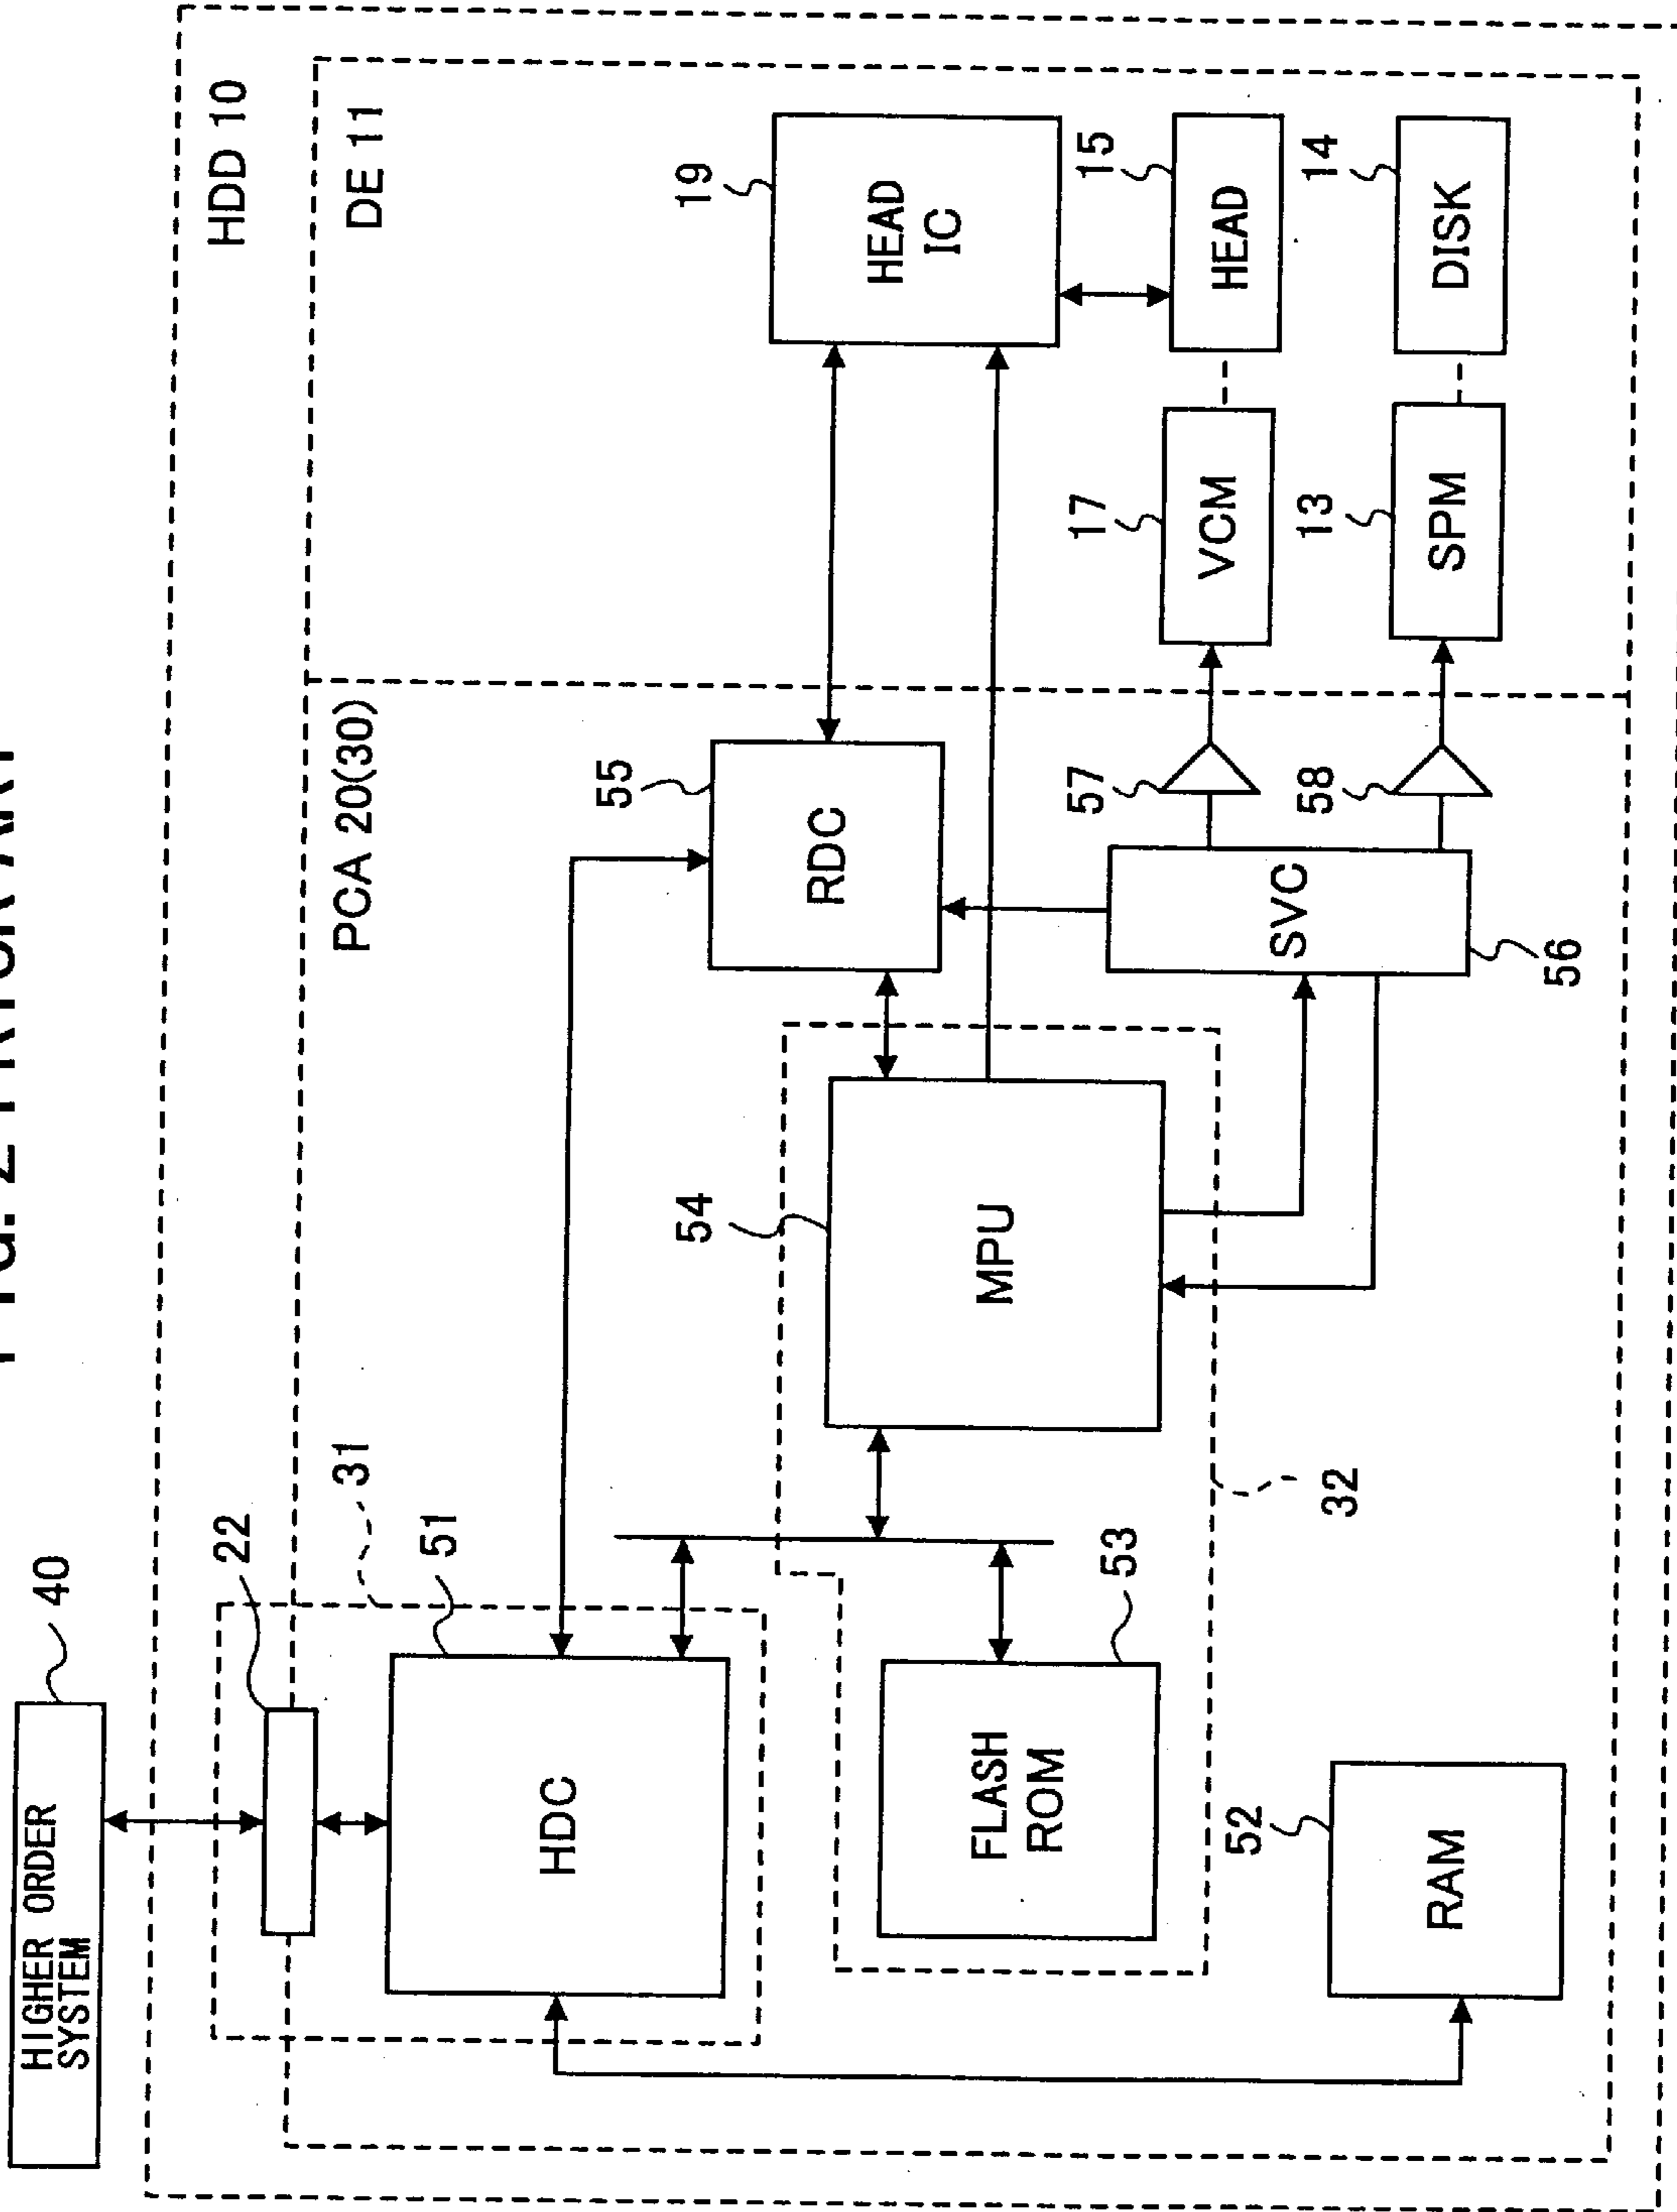 FIG. 2 PRIOR ART
HIGHER ORDER
SYSTEM
40
HDD 10
22
31
PCA 20(30)
DE 11
51
HDC
55
RDC
19
HEAD
IC
54
MPU
FLASH
ROM
53
57
17
VCM
15
HEAD
SVC
56
58
13
SPM
14
DISK
32
52
RAM